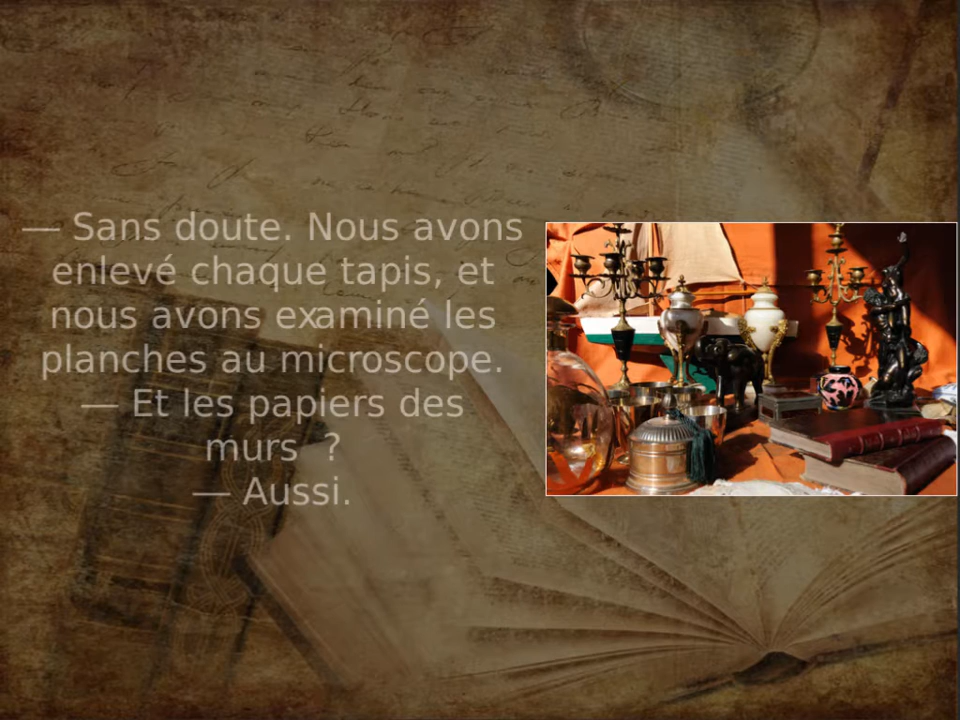 — Sans doute. Nous avons
enlevé chaque tapis, et
nous avons examiné les
planches au microscope.
— Et les papiers des
murs  ?
— Aussi.